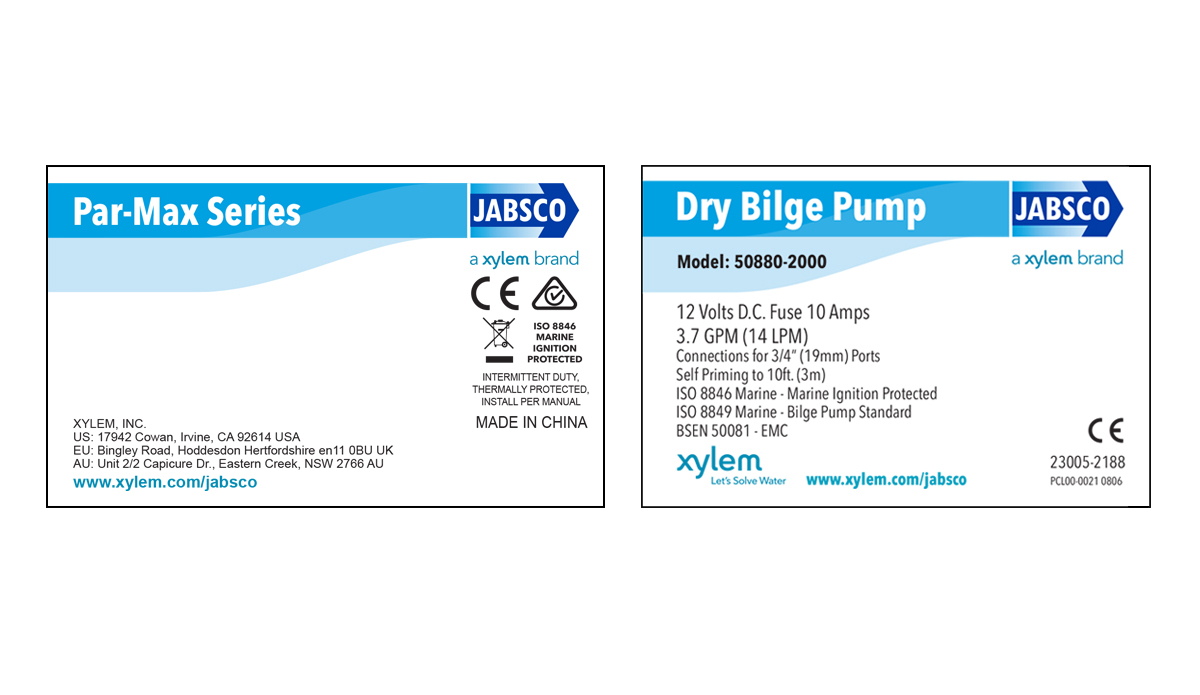 Par-Max Series
JABSCO
a xylem brand
CE
ISO 8846
MARINE
IGNITION
PROTECTED
INTERMITTENT DUTY,
THERMALLY PROTECTED,
INSTALL PER MANUAL
MADE IN CHINA
XYLEM, INC.
US: 17942 Cowan, Irvine, CA 92614 USA
EU: Bingley Road, Hoddesdon Hertfordshire en11 0BU UK
AU: Unit 2/2 Capicure Dr., Eastern Creek, NSW 2766 AU
www.xylem.com/jabsco
Dry Bilge Pump
JABSCO
a xylem brand
Model: 50880-2000
12 Volts D.C. Fuse 10 Amps
3.7 GPM (14 LPM)
Connections for 3/4” (19mm) Ports
Self Priming to 10ft. (3m)
ISO 8846 Marine - Marine Ignition Protected
ISO 8849 Marine - Bilge Pump Standard
BSEN 50081 - EMC
CE
xylem
Let's Solve Water
www.xylem.com/jabsco
23005-2188
PCL00-0021 0806